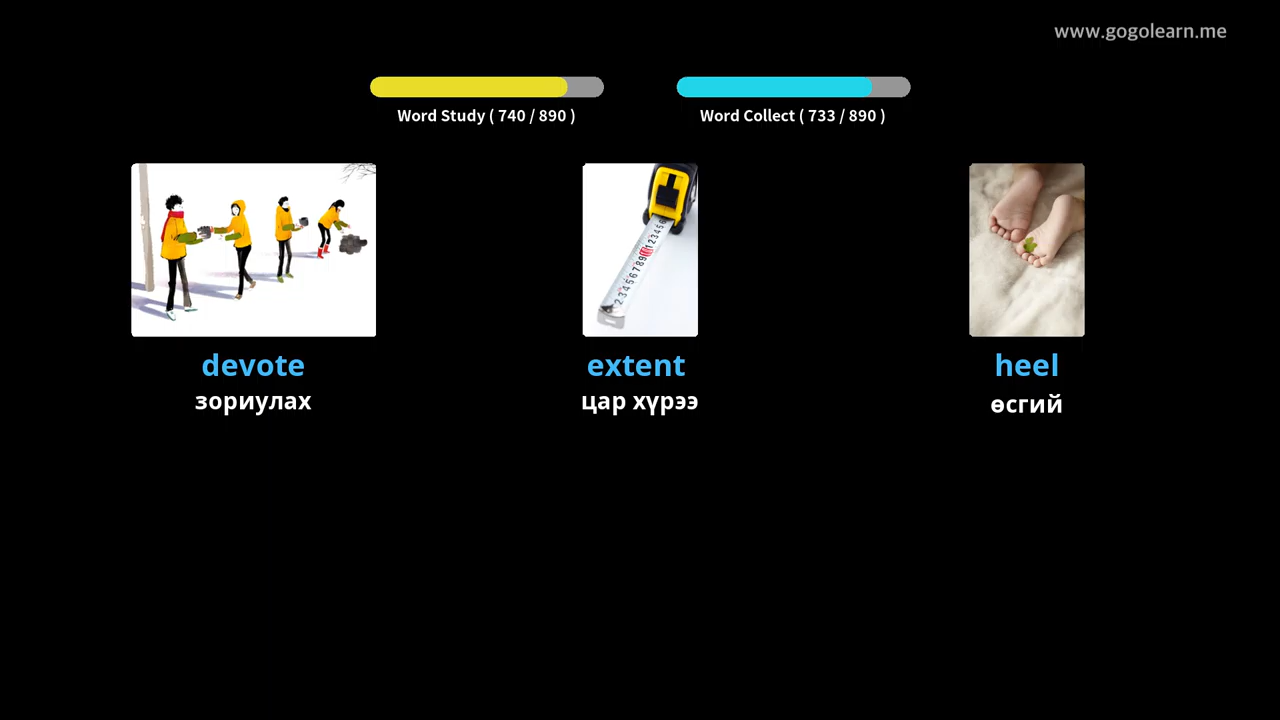 www.gogolearn.me
Word Study ( 740 / 890 )
Word Collect ( 733 / 890 )
devote
зориулах
extent
цар хүрээ
heel
өсгий